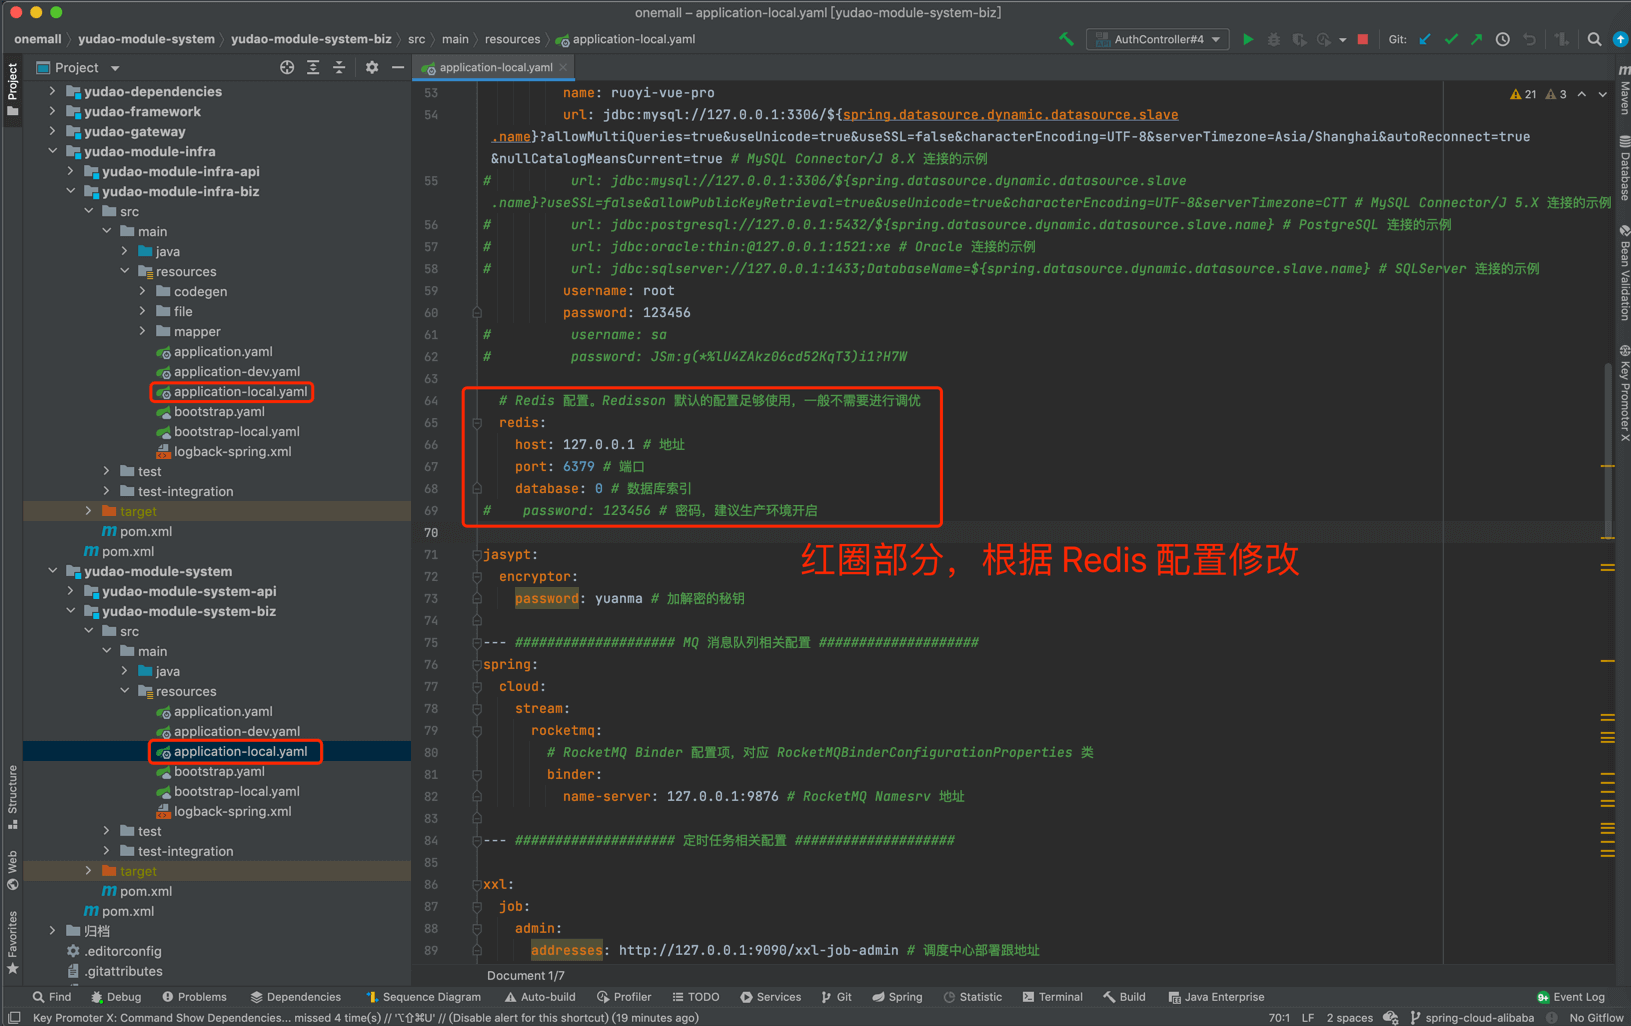 onemall – application-local.yaml [yudao-module-system-biz]
onemall
yudao-module-system
yudao-module-system-biz
src
main
resources
application-local.yaml
AuthController#4
Git:
Project
application-local.yaml
Project
yudao-dependencies
yudao-framework
yudao-gateway
yudao-module-infra
yudao-module-infra-api
yudao-module-infra-biz
src
main
java
resources
codegen
file
mapper
application.yaml
application-dev.yaml
application-local.yaml
bootstrap.yaml
bootstrap-local.yaml
logback-spring.xml
test
test-integration
target
pom.xml
pom.xml
yudao-module-system
yudao-module-system-api
yudao-module-system-biz
src
main
java
resources
application.yaml
application-dev.yaml
application-local.yaml
bootstrap.yaml
bootstrap-local.yaml
logback-spring.xml
test
test-integration
target
pom.xml
pom.xml
归档
.editorconfig
.gitattributes
Structure
Web
Favorites
21 3
53 name: ruoyi-vue-pro
54 url: jdbc:mysql://127.0.0.1:3306/${spring.datasource.dynamic.datasource.slave
.name}?allowMultiQueries=true&useUnicode=true&useSSL=false&characterEncoding=UTF-8&serverTimezone=Asia/Shanghai&autoReconnect=true
&nullCatalogMeansCurrent=true # MySQL Connector/J 8.X 连接的示例
55 # url: jdbc:mysql://127.0.0.1:3306/${spring.datasource.dynamic.datasource.slave
.name}?useSSL=false&allowPublicKeyRetrieval=true&useUnicode=true&characterEncoding=UTF-8&serverTimezone=CTT # MySQL Connector/J 5.X 连接的示例
56 # url: jdbc:postgresql://127.0.0.1:5432/${spring.datasource.dynamic.datasource.slave.name} # PostgreSQL 连接的示例
57 # url: jdbc:oracle:thin:@127.0.0.1:1521:xe # Oracle 连接的示例
58 # url: jdbc:sqlserver://127.0.0.1:1433;DatabaseName=${spring.datasource.dynamic.datasource.slave.name} # SQLServer 连接的示例
59 username: root
60 password: 123456
61 # username: sa
62 # password: JSm:g(*%lU4ZAkz06cd52KqT3)i1?H7W
63
64 # Redis 配置。Redisson 默认的配置足够使用，一般不需要进行调优
65 redis:
66 host: 127.0.0.1 # 地址
67 port: 6379 # 端口
68 database: 0 # 数据库索引
69 # password: 123456 # 密码，建议生产环境开启
70
红圈部分，根据 Redis 配置修改
71 jasypt:
72 encryptor:
73 password: yuanma # 加解密的秘钥
74
75 --- #################### MQ 消息队列相关配置 ####################
76 spring:
77 cloud:
78 stream:
79 rocketmq:
80 # RocketMQ Binder 配置项，对应 RocketMQBinderConfigurationProperties 类
81 binder:
82 name-server: 127.0.0.1:9876 # RocketMQ Namesrv 地址
83
84 --- #################### 定时任务相关配置 ####################
85
86 xxl:
87 job:
88 admin:
89 addresses: http://127.0.0.1:9090/xxl-job-admin # 调度中心部署跟地址
Document 1/7
Maven
Database
Bean Validation
Key Promoter X
Find
Debug
Problems
Dependencies
Sequence Diagram
Auto-build
Profiler
TODO
Services
Git
Spring
Statistic
Terminal
Build
Java Enterprise
9+ Event Log
Key Promoter X: Command Show Dependencies... missed 4 time(s) // '⌥⇧⌘U' // (Disable alert for this shortcut) (19 minutes ago)
70:1
LF
2 spaces
spring-cloud-alibaba
No Gitflow